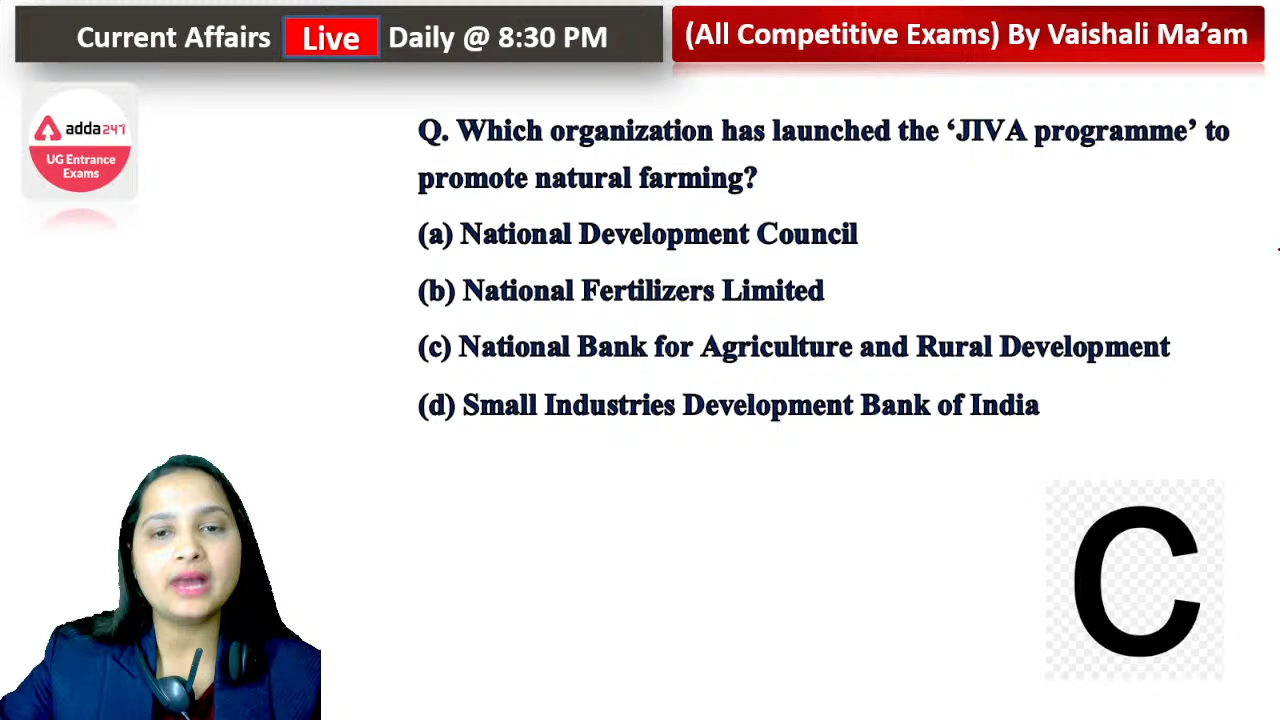 Current Affairs Live Daily @ 8:30 PM
(All Competitive Exams) By Vaishali Ma’am
adda247
UG Entrance
Exams
Q. Which organization has launched the ‘JIVA programme’ to
promote natural farming?
(a) National Development Council
(b) National Fertilizers Limited
(c) National Bank for Agriculture and Rural Development
(d) Small Industries Development Bank of India
C